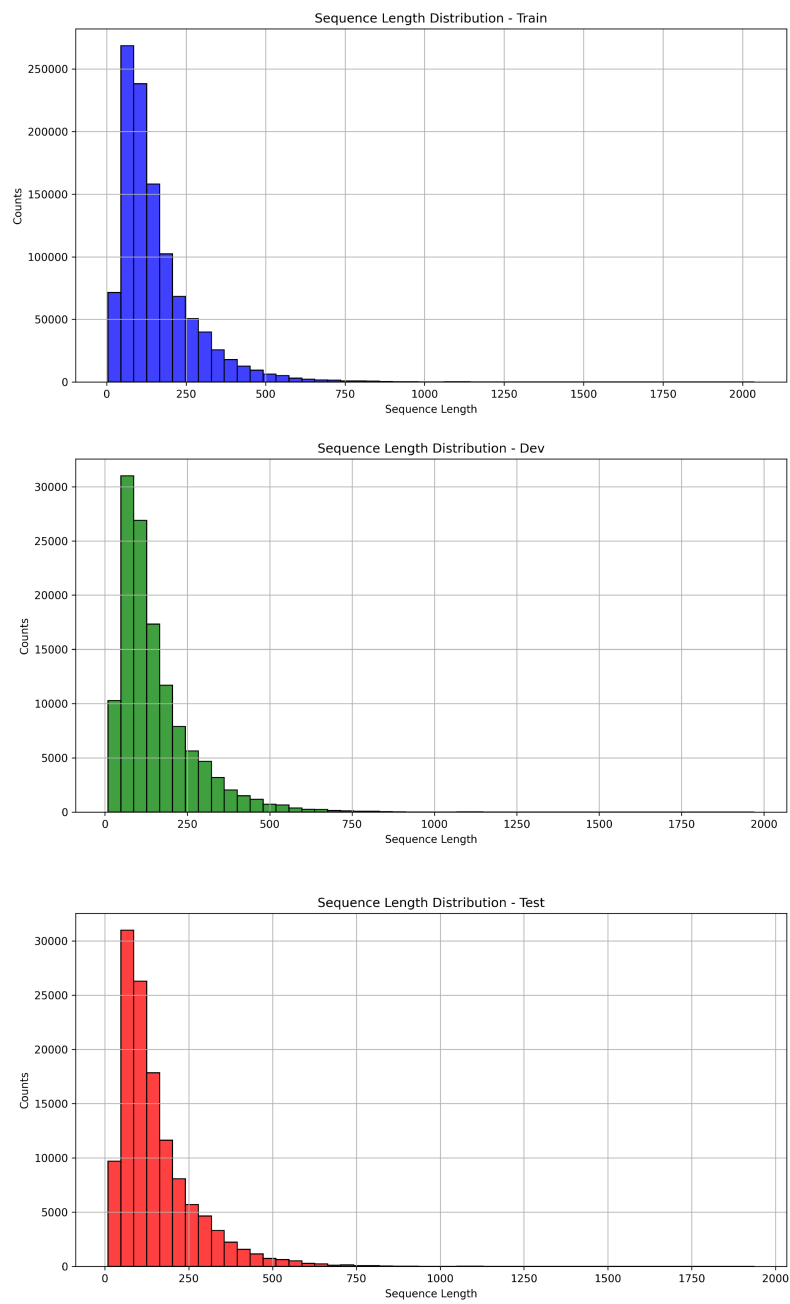 Sequence Length Distribution - Train
250000
200000
150000
100000
50000
0
Counts
0 250 500 750 1000 1250 1500 1750 2000
Sequence Length
Sequence Length Distribution - Dev
30000
25000
20000
15000
10000
5000
0
Counts
0 250 500 750 1000 1250 1500 1750 2000
Sequence Length
Sequence Length Distribution - Test
30000
25000
20000
15000
10000
5000
0
Counts
0 250 500 750 1000 1250 1500 1750 2000
Sequence Length